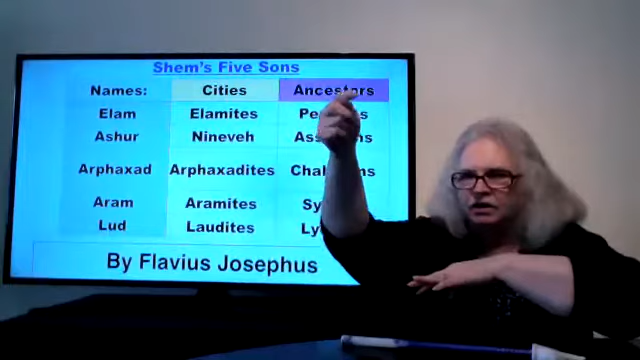 Shem's Five Sons
Names: Cities Ancestors
Elam Elamites
Ashur Nineveh
Arphaxad Arphaxadites
Aram Aramites
Lud Laudites
By Flavius Josephus